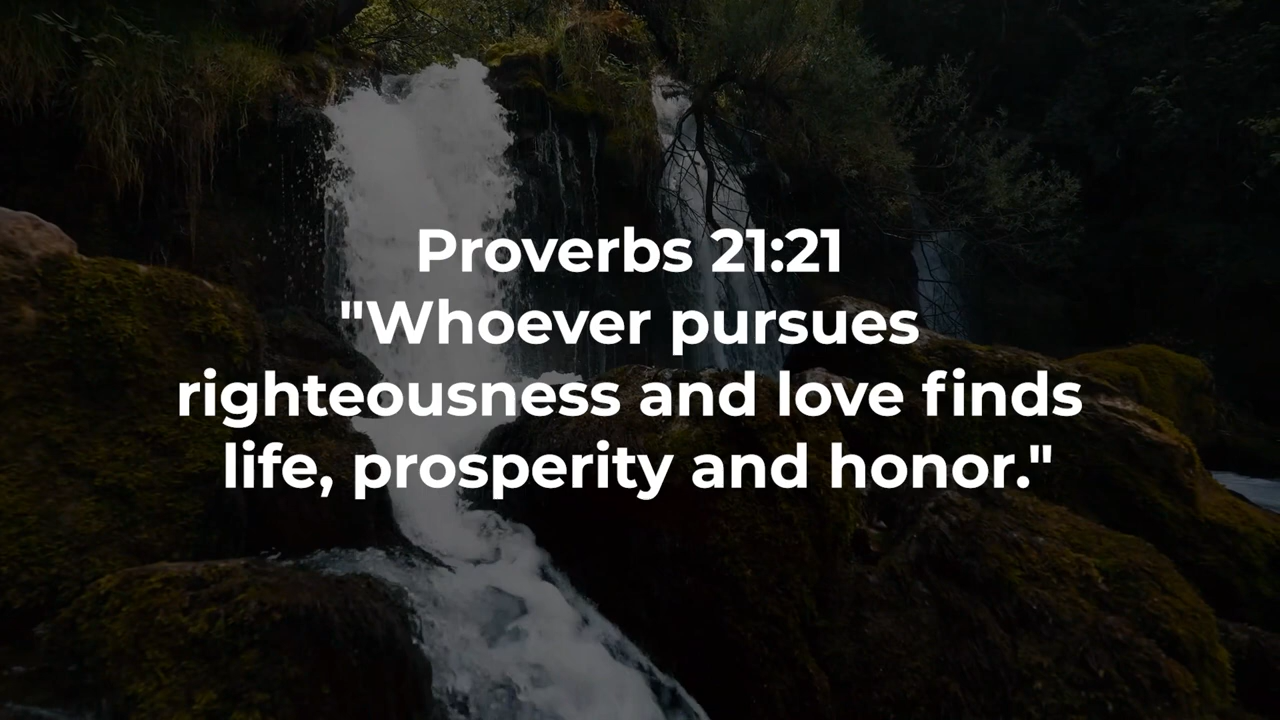 Proverbs 21:21
"Whoever pursues
righteousness and love finds
life, prosperity and honor."